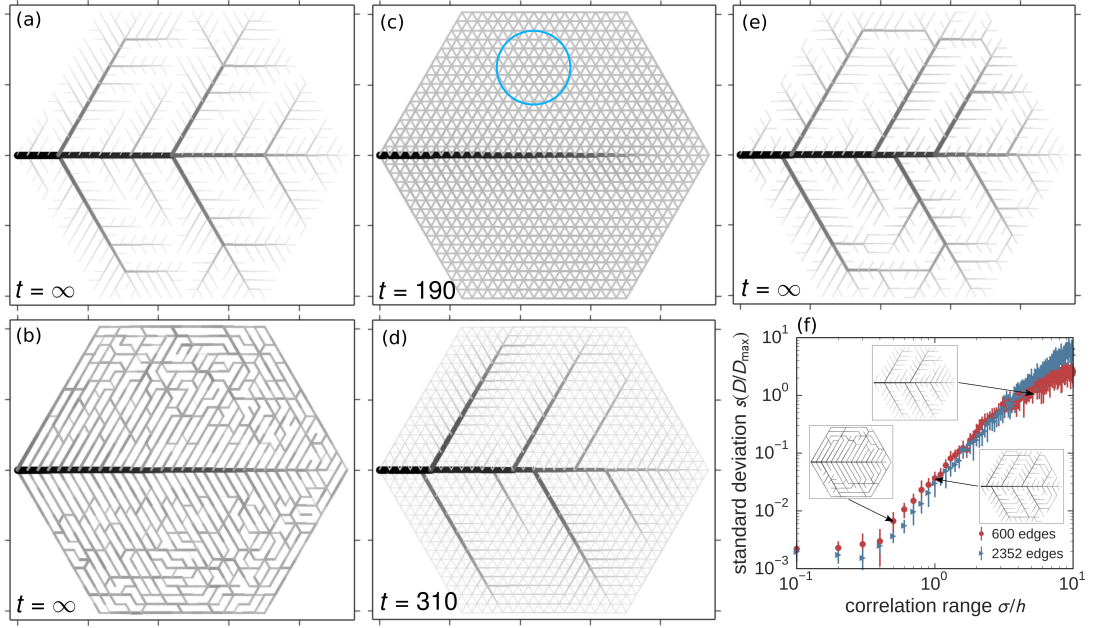 (a)
t = ∞
(c)
t = 190
(e)
t = ∞
(b)
t = ∞
(d)
t = 310
(f)
standard deviation s(D/D_max)
10^1
10^0
10^-1
10^-2
10^-3
600 edges
2352 edges
10^-1
10^0
10^1
correlation range σ/h